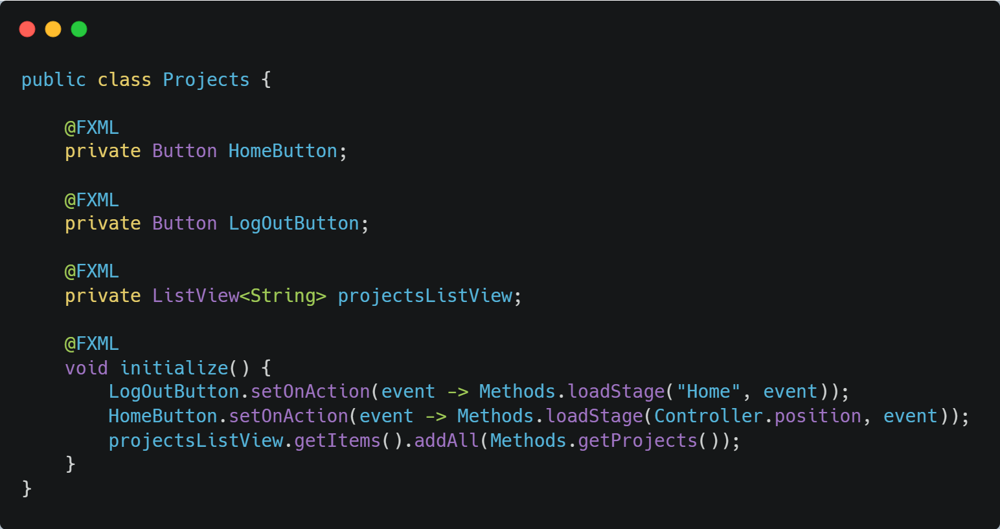 public class Projects {
    @FXML
    private Button HomeButton;
    @FXML
    private Button LogOutButton;
    @FXML
    private ListView<String> projectsListView;
    @FXML
    void initialize() {
        LogOutButton.setOnAction(event -> Methods.loadStage("Home", event));
        HomeButton.setOnAction(event -> Methods.loadStage(Controller.position, event));
        projectsListView.getItems().addAll(Methods.getProjects());
    }
}